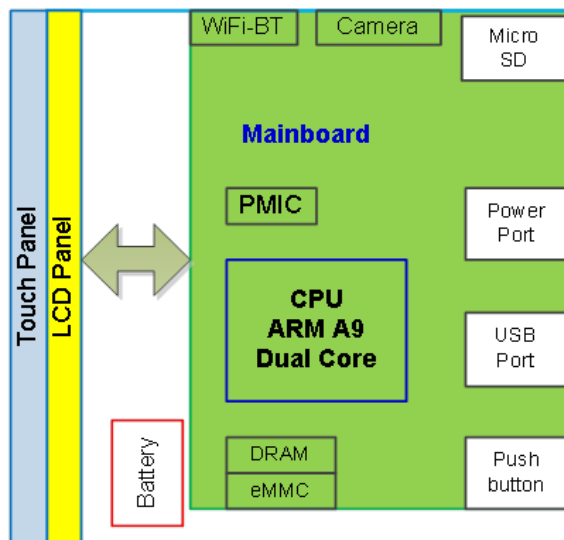 WiFi-BT
Camera
Micro
SD
Mainboard
PMIC
Power
Port
Touch Panel
LCD Panel
CPU
ARM A9
Dual Core
USB
Port
Battery
DRAM
eMMC
Push
button